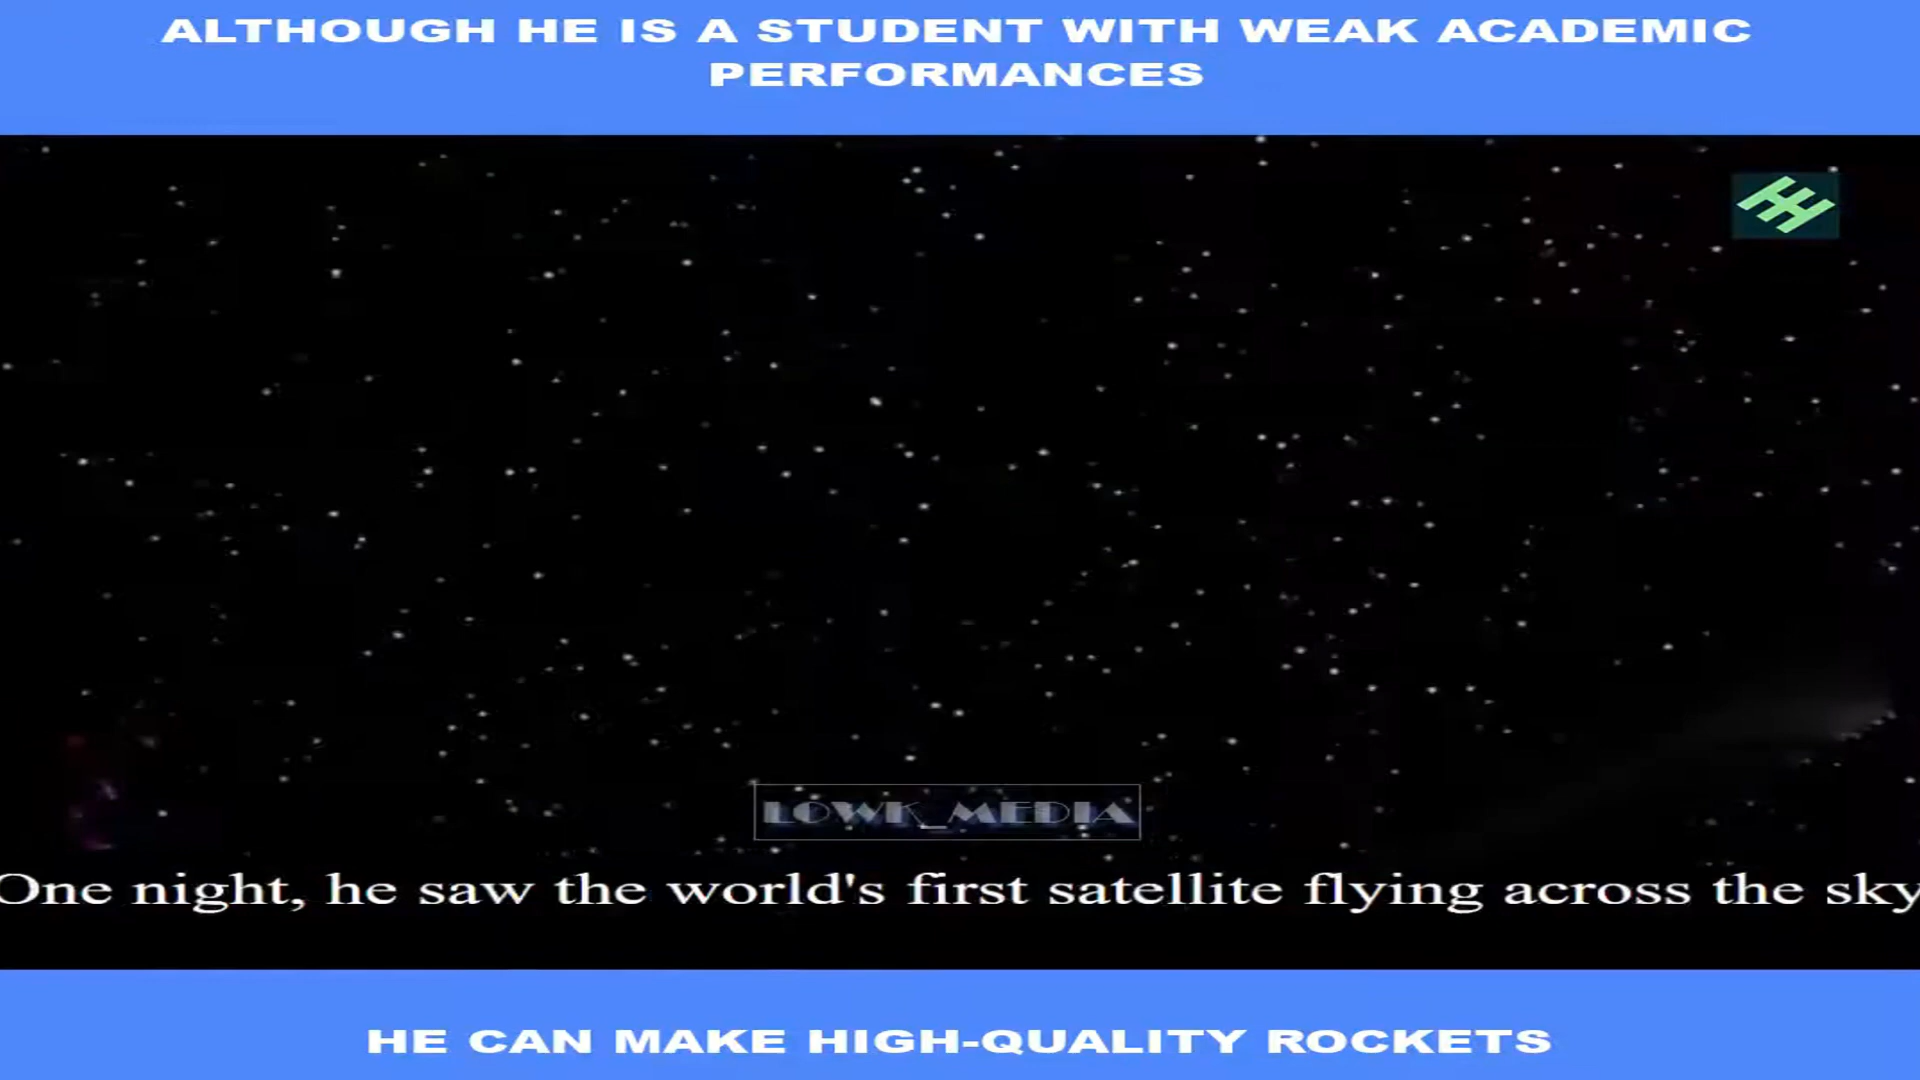 ALTHOUGH HE IS A STUDENT WITH WEAK ACADEMIC
PERFORMANCES
LOWK_MEDIA
One night, he saw the world's first satellite flying across the sky
HE CAN MAKE HIGH-QUALITY ROCKETS